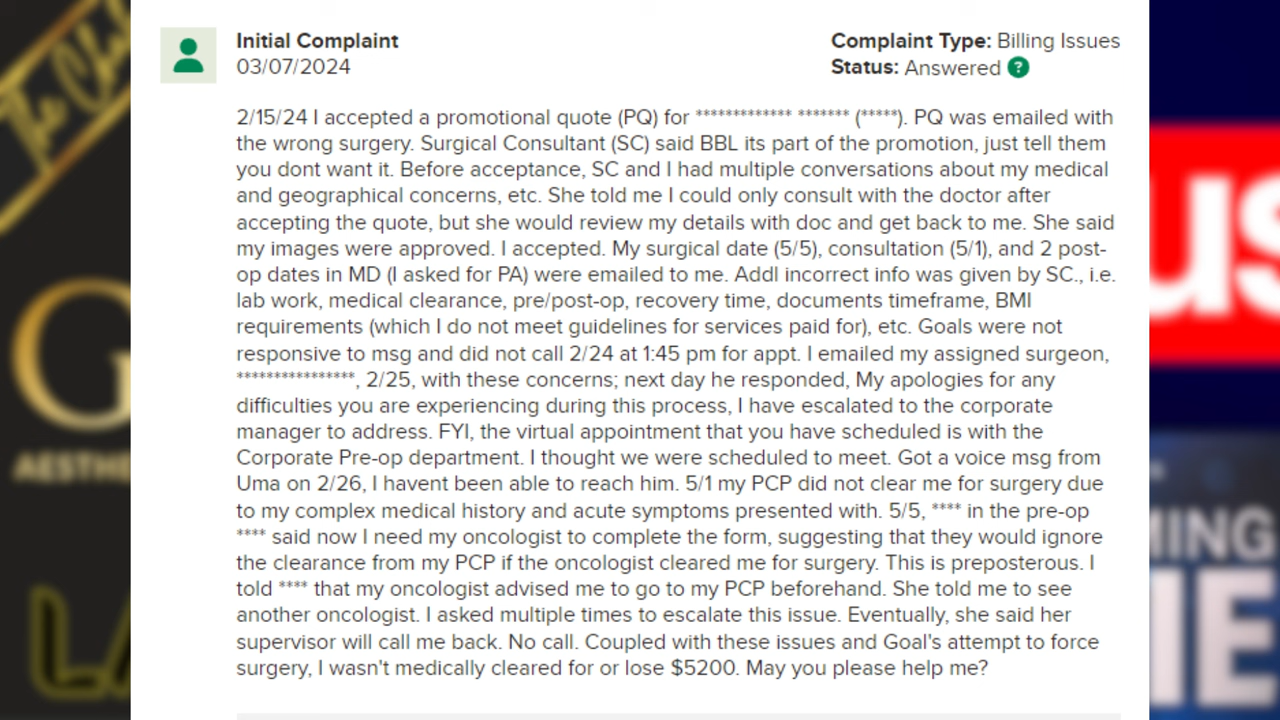 Initial Complaint
03/07/2024
Complaint Type: Billing Issues
Status: Answered ?
2/15/24 I accepted a promotional quote (PQ) for ************* ******* (*****). PQ was emailed with
the wrong surgery. Surgical Consultant (SC) said BBL its part of the promotion, just tell them
you dont want it. Before acceptance, SC and I had multiple conversations about my medical
and geographical concerns, etc. She told me I could only consult with the doctor after
accepting the quote, but she would review my details with doc and get back to me. She said
my images were approved. I accepted. My surgical date (5/5), consultation (5/1), and 2 post-
op dates in MD (I asked for PA) were emailed to me. Addl incorrect info was given by SC., i.e.
lab work, medical clearance, pre/post-op, recovery time, documents timeframe, BMI
requirements (which I do not meet guidelines for services paid for), etc. Goals were not
responsive to msg and did not call 2/24 at 1:45 pm for appt. I emailed my assigned surgeon,
****************, 2/25, with these concerns; next day he responded, My apologies for any
difficulties you are experiencing during this process, I have escalated to the corporate
manager to address. FYI, the virtual appointment that you have scheduled is with the
Corporate Pre-op department. I thought we were scheduled to meet. Got a voice msg from
Uma on 2/26, I havent been able to reach him. 5/1 my PCP did not clear me for surgery due
to my complex medical history and acute symptoms presented with. 5/5, **** in the pre-op
**** said now I need my oncologist to complete the form, suggesting that they would ignore
the clearance from my PCP if the oncologist cleared me for surgery. This is preposterous. I
told **** that my oncologist advised me to go to my PCP beforehand. She told me to see
another oncologist. I asked multiple times to escalate this issue. Eventually, she said her
supervisor will call me back. No call. Coupled with these issues and Goal's attempt to force
surgery, I wasn't medically cleared for or lose $5200. May you please help me?